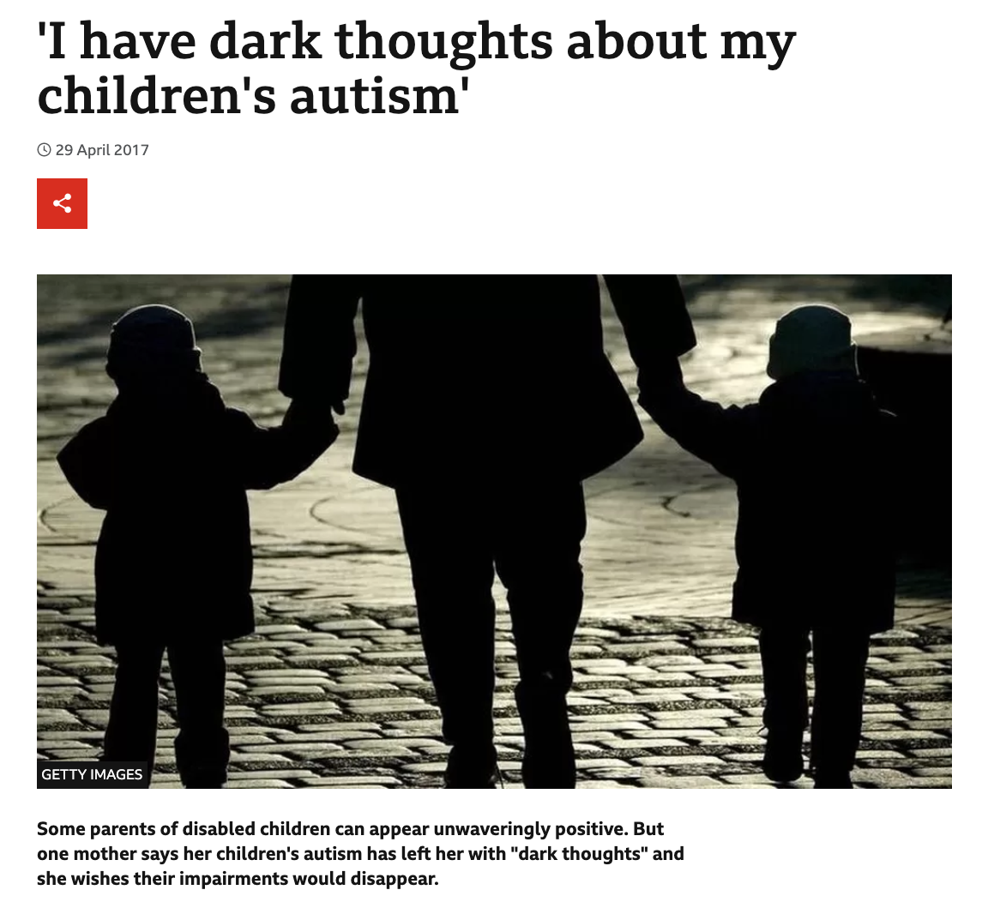 'I have dark thoughts about my
children's autism'
29 April 2017
GETTY IMAGES
Some parents of disabled children can appear unwaveringly positive. But
one mother says her children's autism has left her with "dark thoughts" and
she wishes their impairments would disappear.